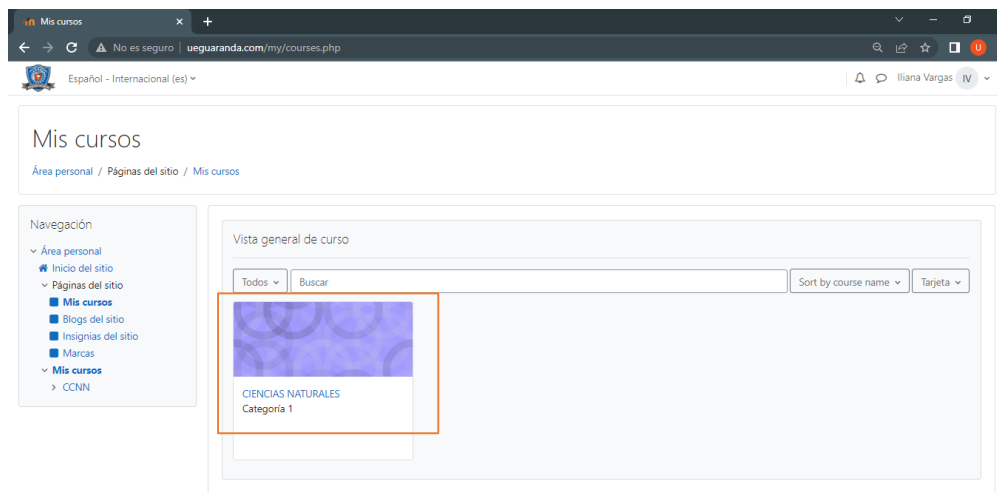 Mis cursos
No es seguro | ueguaranda.com/my/courses.php
U
Español - Internacional (es)
Iliana Vargas IV
Mis cursos
Área personal / Páginas del sitio / Mis cursos
Navegación
Área personal
Inicio del sitio
Páginas del sitio
Mis cursos
Blogs del sitio
Insignias del sitio
Marcas
Mis cursos
CCNN
Vista general de curso
Todos Buscar Sort by course name Tarjeta
CIENCIAS NATURALES
Categoría 1